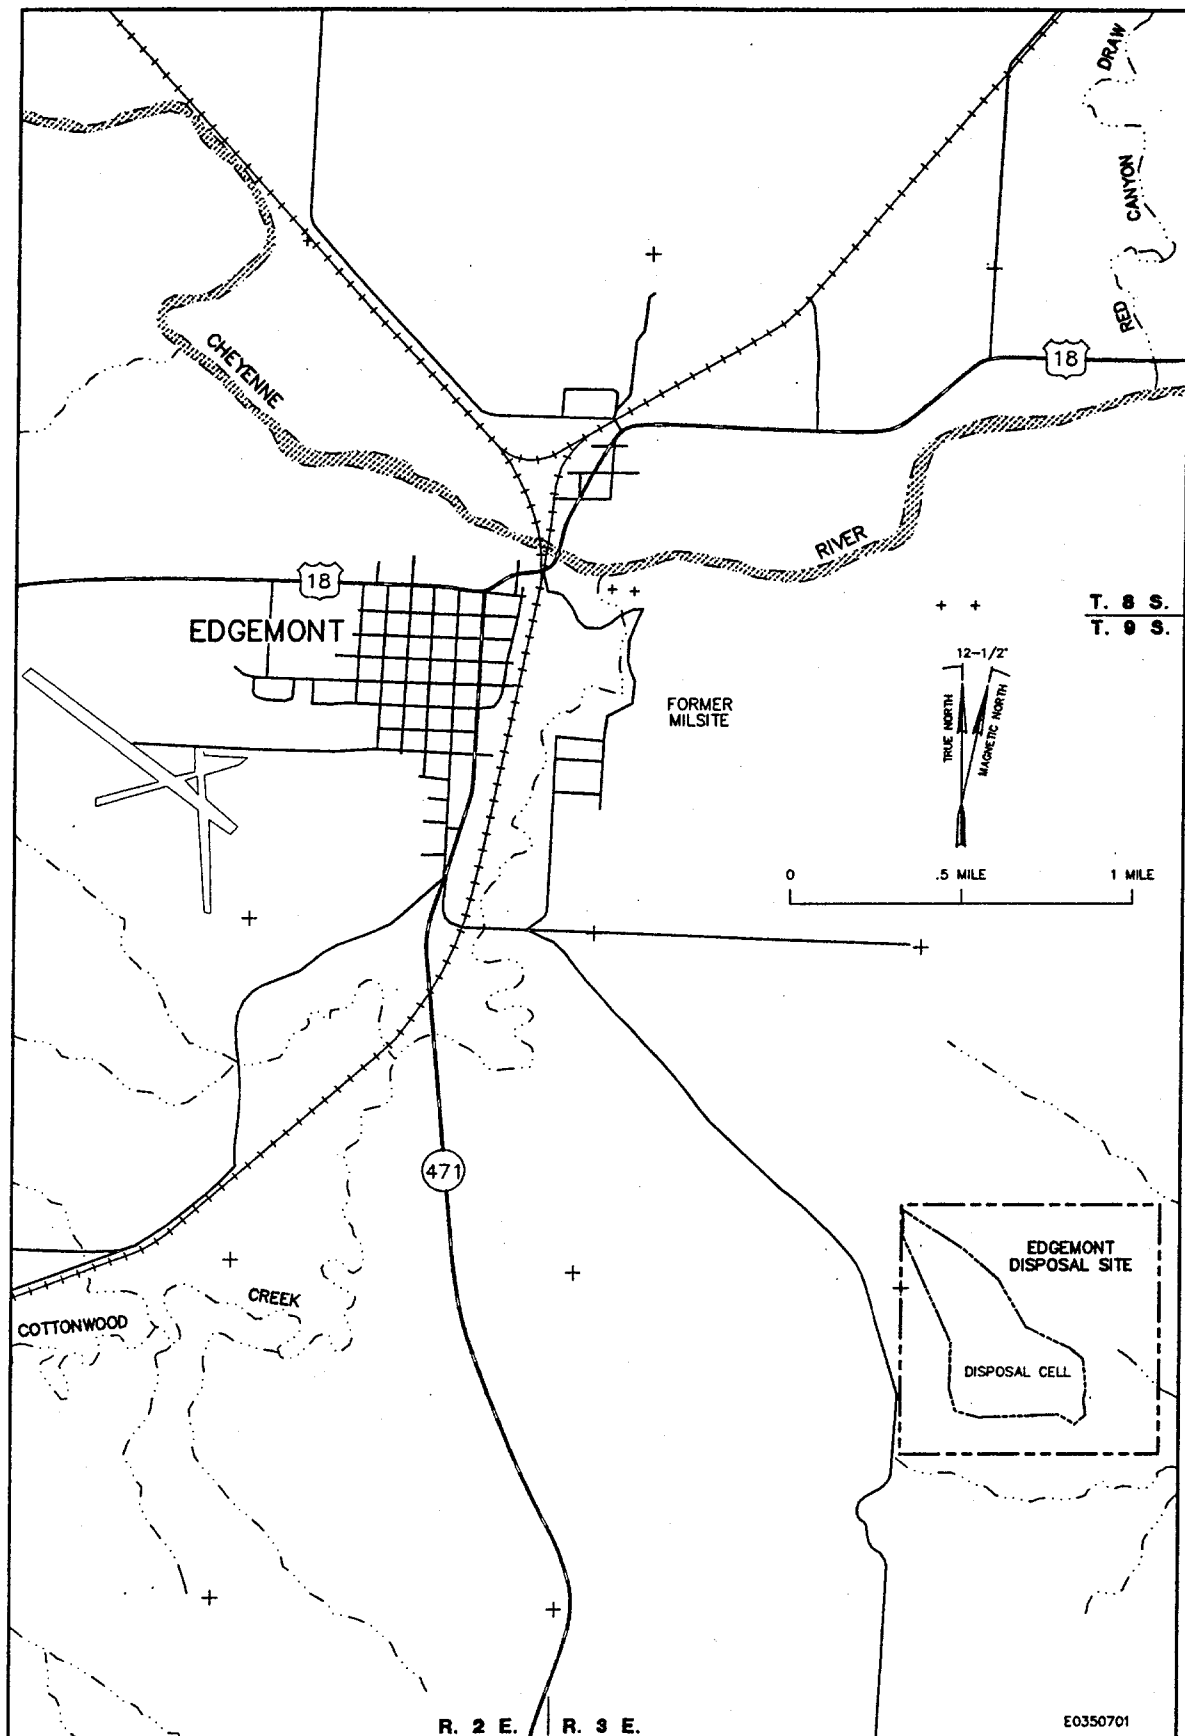 DRAW
CANYON
RED
18
CHEYENNE
RIVER
18
EDGEMONT
T. 8 S.
T. 9 S.
12-1/2°
TRUE NORTH
MAGNETIC NORTH
FORMER
MILSITE
0 .5 MILE 1 MILE
471
EDGEMONT
DISPOSAL SITE
DISPOSAL CELL
CREEK
COTTONWOOD
R. 2 E. R. 3 E.
E0350701